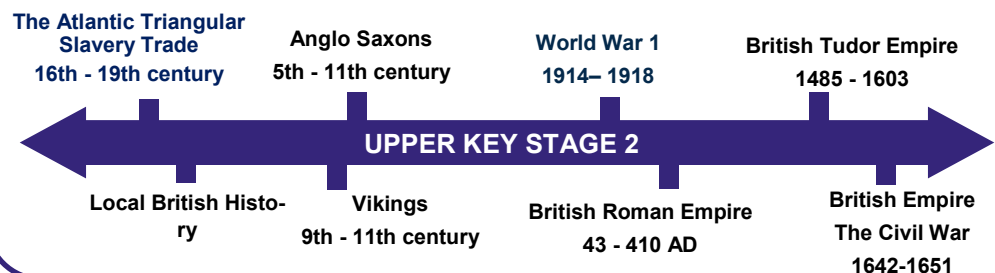 The Atlantic Triangular
Slavery Trade
16th - 19th century
Anglo Saxons
5th - 11th century
World War 1
1914– 1918
British Tudor Empire
1485 - 1603
UPPER KEY STAGE 2
Local British Histo-
ry
Vikings
9th - 11th century
British Roman Empire
43 - 410 AD
British Empire
The Civil War
1642-1651